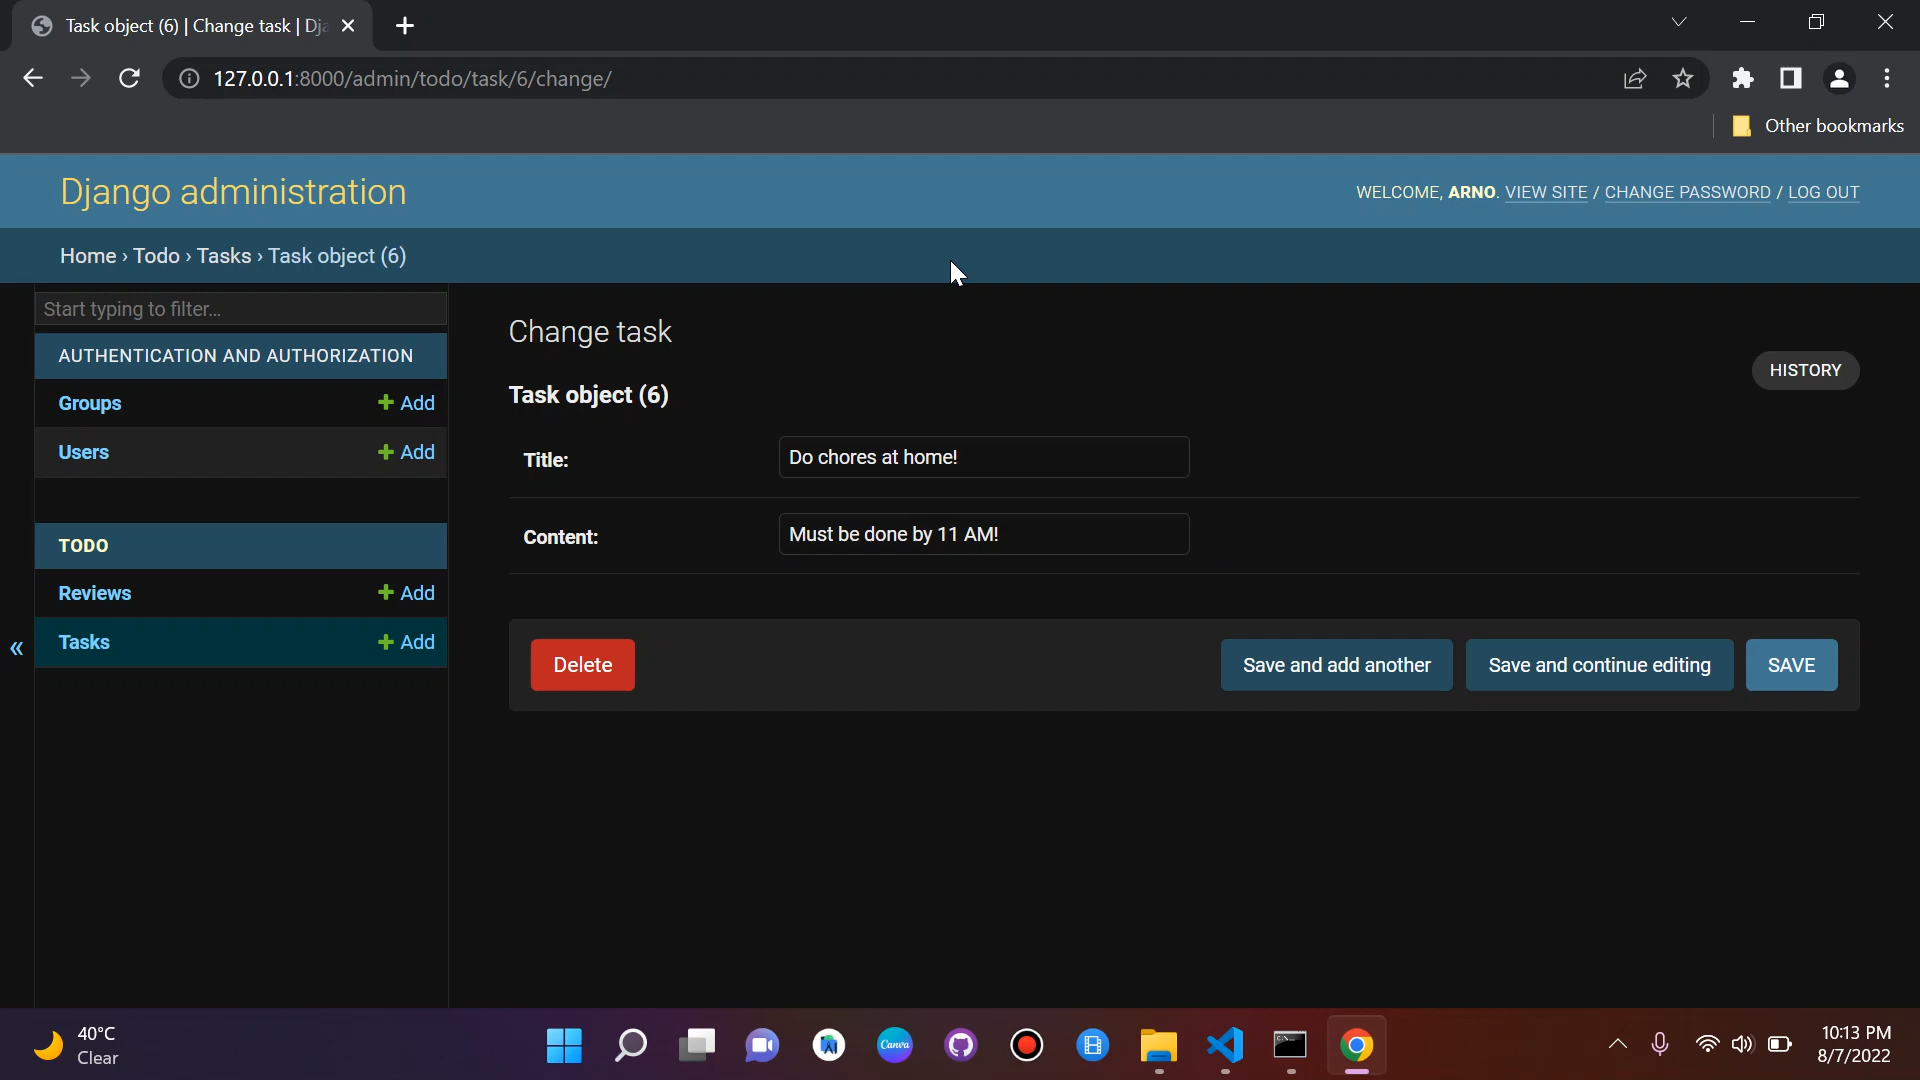 Task object (6) | Change task | Dja
127.0.0.1:8000/admin/todo/task/6/change/
Other bookmarks
Django administration
WELCOME, ARNO. VIEW SITE / CHANGE PASSWORD / LOG OUT
Home › Todo › Tasks › Task object (6)
Start typing to filter...
AUTHENTICATION AND AUTHORIZATION
Groups + Add
Users + Add
TODO
Reviews + Add
Tasks + Add
«
Change task
HISTORY
Task object (6)
Title: Do chores at home!
Content: Must be done by 11 AM!
Delete Save and add another Save and continue editing SAVE
40°C
Clear
Canva
10:13 PM
8/7/2022